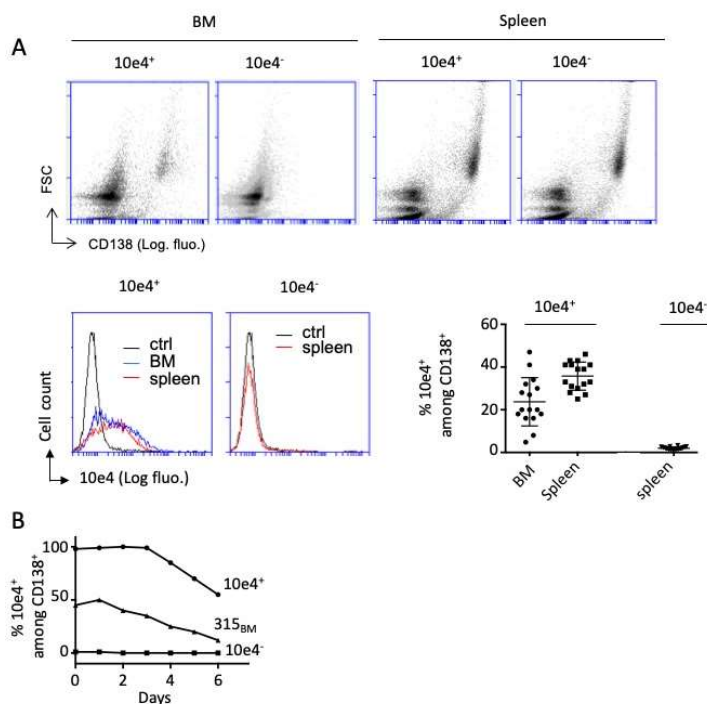 BM
Spleen
A
10e4⁺
10e4⁻
10e4⁺
10e4⁻
FSC
CD138 (Log. fluo.)
10e4⁺
10e4⁻
ctrl
BM
spleen
ctrl
spleen
Cell count
10e4 (Log fluo.)
10e4⁺
10e4⁻
% 10e4⁺
among CD138⁺
60
40
20
0
BM
Spleen
spleen
B
% 10e4⁺
among CD138⁺
100
50
0
10e4⁺
315BM
10e4⁻
0
2
4
6
Days